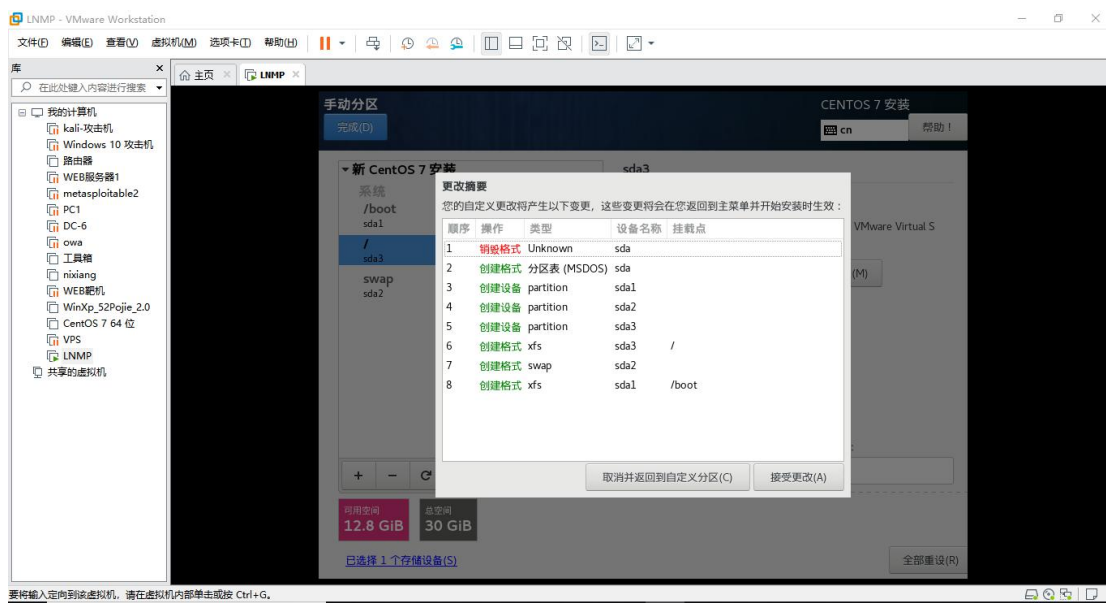 LNMP - VMware Workstation
文件(F) 编辑(E) 查看(V) 虚拟机(M) 选项卡(T) 帮助(H)
库
在此处键入内容进行搜索
主页
LNMP
我的计算机
kali-攻击机
Windows 10 攻击机
路由器
WEB服务器1
metasploitable2
PC1
DC-6
owa
工具箱
nixiang
WEB靶机
WinXp_52Pojie_2.0
CentOS 7 64 位
VPS
LNMP
共享的虚拟机
手动分区
完成(D)
CENTOS 7 安装
cn
帮助！
新 CentOS 7 安装
系统
/boot
sda1
/
sda3
swap
sda2
sda3
VMware Virtual S
(M)
更改摘要
您的自定义更改将产生以下变更，这些变更将会在您返回到主菜单并开始安装时生效：
顺序 操作 类型 设备名称 挂载点
1 销毁格式 Unknown sda
2 创建格式 分区表 (MSDOS) sda
3 创建设备 partition sda1
4 创建设备 partition sda2
5 创建设备 partition sda3
6 创建格式 xfs sda3 /
7 创建格式 swap sda2
8 创建格式 xfs sda1 /boot
取消并返回到自定义分区(C) 接受更改(A)
+ - C
可用空间
12.8 GiB
总空间
30 GiB
已选择 1 个存储设备(S)
全部重设(R)
要将输入定向到该虚拟机，请在虚拟机内部单击或按 Ctrl+G。